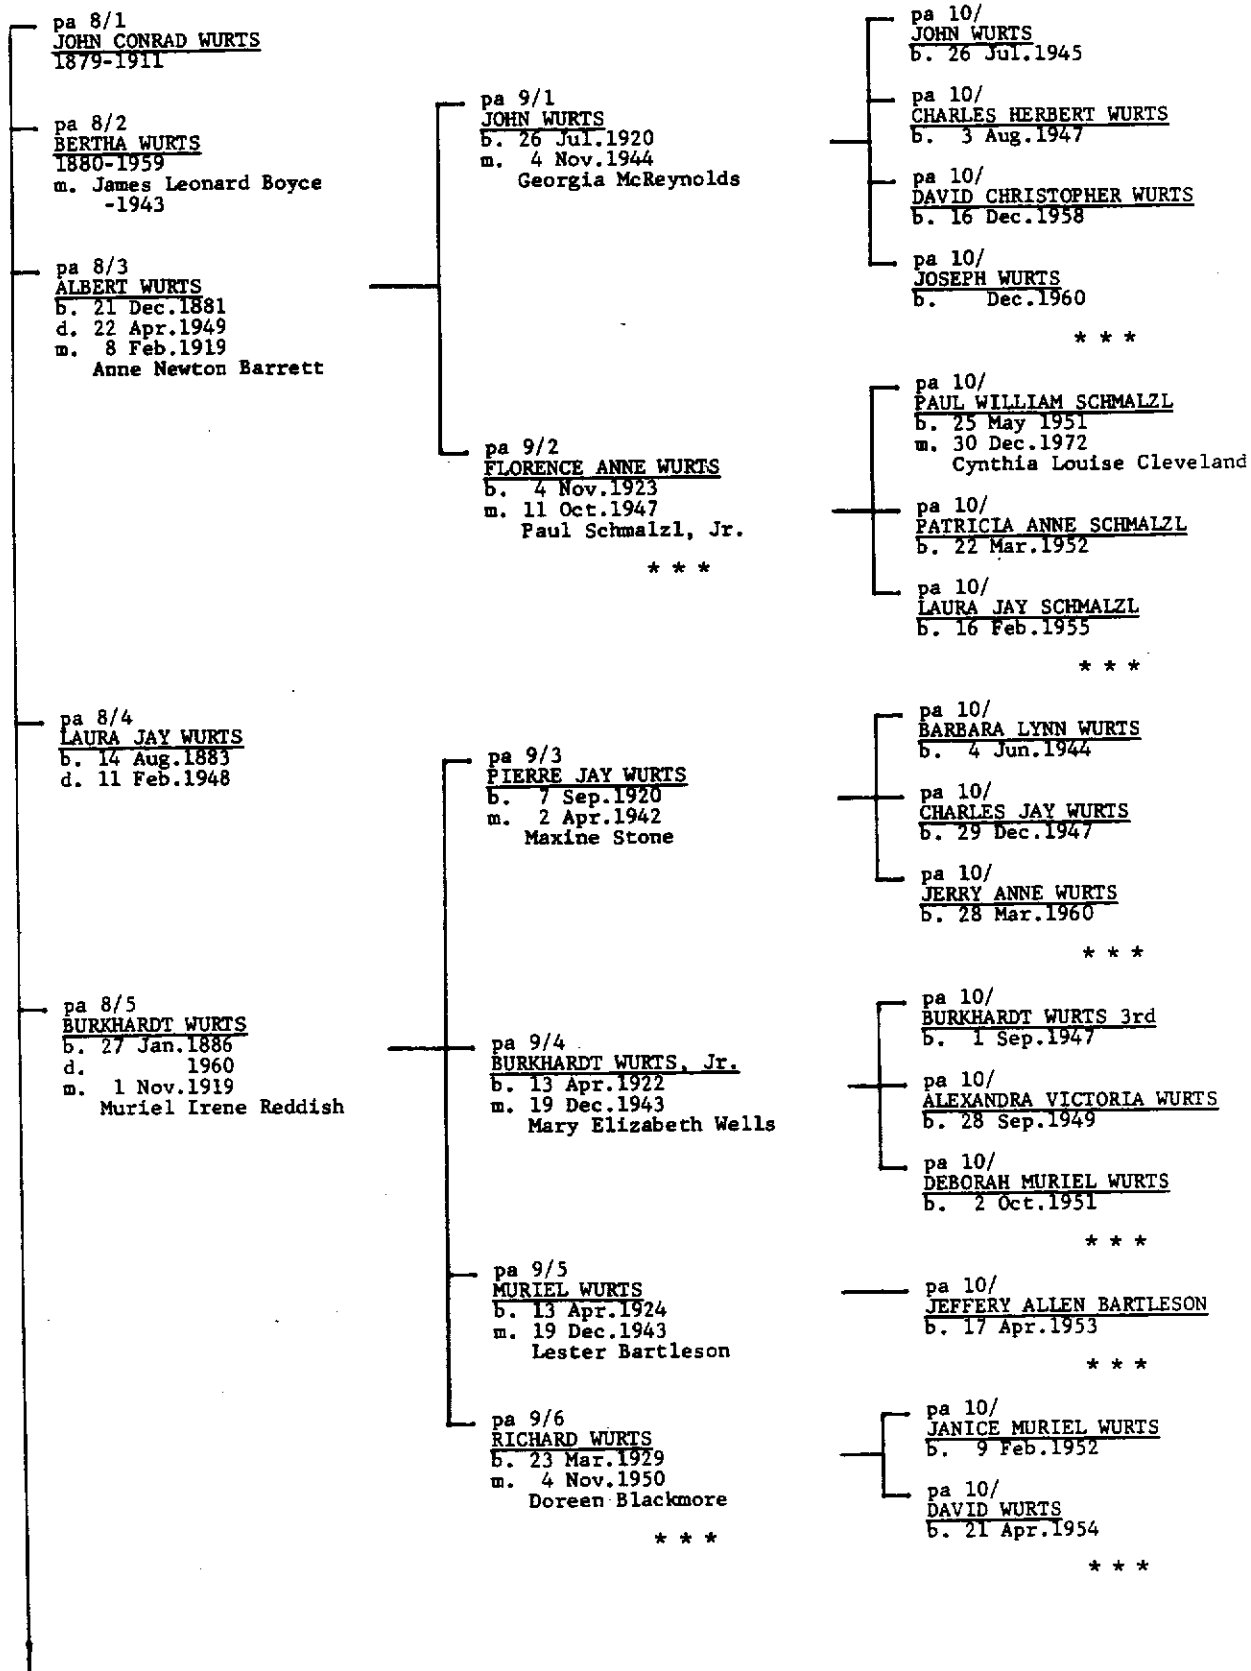 pa 8/1
JOHN CONRAD WURTS
1879-1911
pa 8/2
BERTHA WURTS
1880-1959
m. James Leonard Boyce
-1943
pa 8/3
ALBERT WURTS
b. 21 Dec.1881
d. 22 Apr.1949
m. 8 Feb.1919
Anne Newton Barrett
pa 8/4
LAURA JAY WURTS
b. 14 Aug.1883
d. 11 Feb.1948
pa 8/5
BURKHARDT WURTS
b. 27 Jan.1886
d. 1960
m. 1 Nov.1919
Muriel Irene Reddish
pa 9/1
JOHN WURTS
b. 26 Jul.1920
m. 4 Nov.1944
Georgia McReynolds
pa 9/2
FLORENCE ANNE WURTS
b. 4 Nov.1923
m. 11 Oct.1947
Paul Schmalzl, Jr.
* * *
pa 9/3
PIERRE JAY WURTS
b. 7 Sep.1920
m. 2 Apr.1942
Maxine Stone
pa 9/4
BURKHARDT WURTS, Jr.
b. 13 Apr.1922
m. 19 Dec.1943
Mary Elizabeth Wells
pa 9/5
MURIEL WURTS
b. 13 Apr.1924
m. 19 Dec.1943
Lester Bartleson
pa 9/6
RICHARD WURTS
b. 23 Mar.1929
m. 4 Nov.1950
Doreen Blackmore
* * *
pa 10/
JOHN WURTS
b. 26 Jul.1945
pa 10/
CHARLES HERBERT WURTS
b. 3 Aug.1947
pa 10/
DAVID CHRISTOPHER WURTS
b. 16 Dec.1958
pa 10/
JOSEPH WURTS
b. Dec.1960
* * *
pa 10/
PAUL WILLIAM SCHMALZL
b. 25 May 1951
m. 30 Dec.1972
Cynthia Louise Cleveland
pa 10/
PATRICIA ANNE SCHMALZL
b. 22 Mar.1952
pa 10/
LAURA JAY SCHMALZL
b. 16 Feb.1955
* * *
pa 10/
BARBARA LYNN WURTS
b. 4 Jun.1944
pa 10/
CHARLES JAY WURTS
b. 29 Dec.1947
pa 10/
JERRY ANNE WURTS
b. 28 Mar.1960
* * *
pa 10/
BURKHARDT WURTS 3rd
b. 1 Sep.1947
pa 10/
ALEXANDRA VICTORIA WURTS
b. 28 Sep.1949
pa 10/
DEBORAH MURIEL WURTS
b. 2 Oct.1951
* * *
pa 10/
JEFFERY ALLEN BARTLESON
b. 17 Apr.1953
* * *
pa 10/
JANICE MURIEL WURTS
b. 9 Feb.1952
pa 10/
DAVID WURTS
b. 21 Apr.1954
* * *